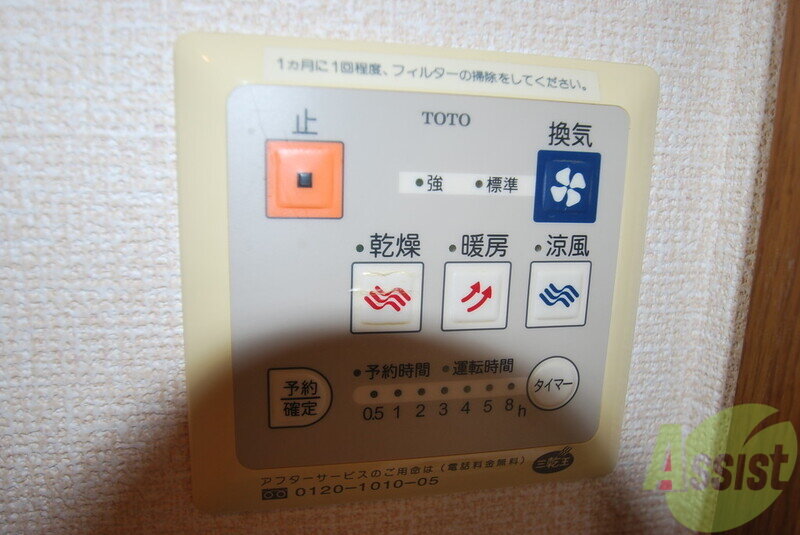 1ヵ月に1回程度、フィルターの掃除をしてください。
TOTO
止
換気
強 標準
乾燥 暖房 涼風
予約時間 運転時間
予約
確定
タイマー
0.5 1 2 3 4 5 8 h
三乾王
アフターサービスのご用命は(電話料金無料)
0120-1010-05
Assist